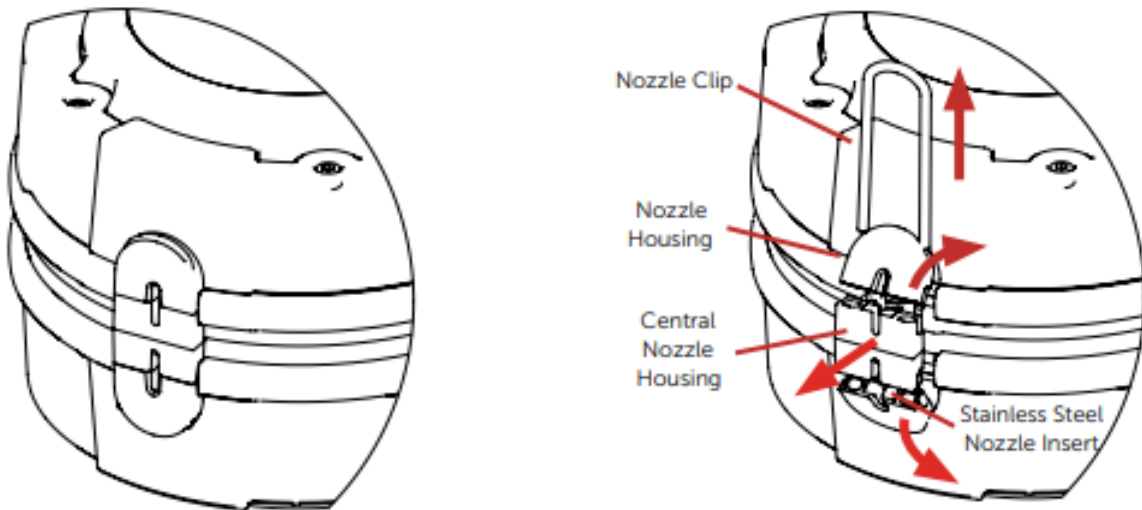 Nozzle Clip
Nozzle
Housing
Central
Nozzle
Housing
Stainless Steel
Nozzle Insert